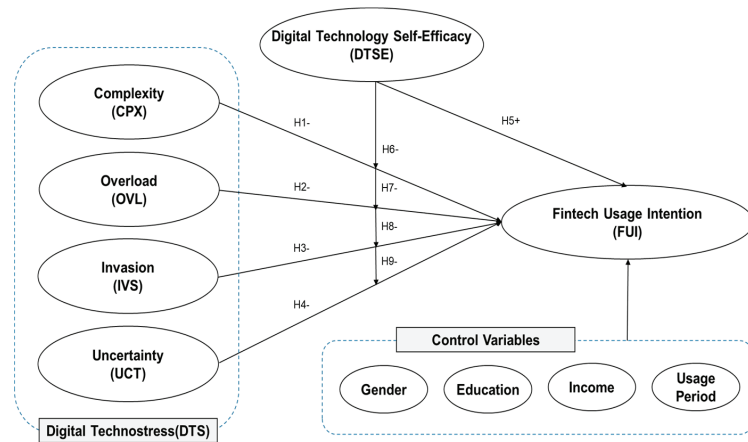 Digital Technology Self-Efficacy
(DTSE)
Complexity
(CPX)
H1-
H5+
H6-
Overload
(OVL)
H2-
H7-
Fintech Usage Intention
(FUI)
H8-
Invasion
(IVS)
H3-
H9-
H4-
Uncertainty
(UCT)
Digital Technostress(DTS)
Control Variables
Gender
Education
Income
Usage
Period